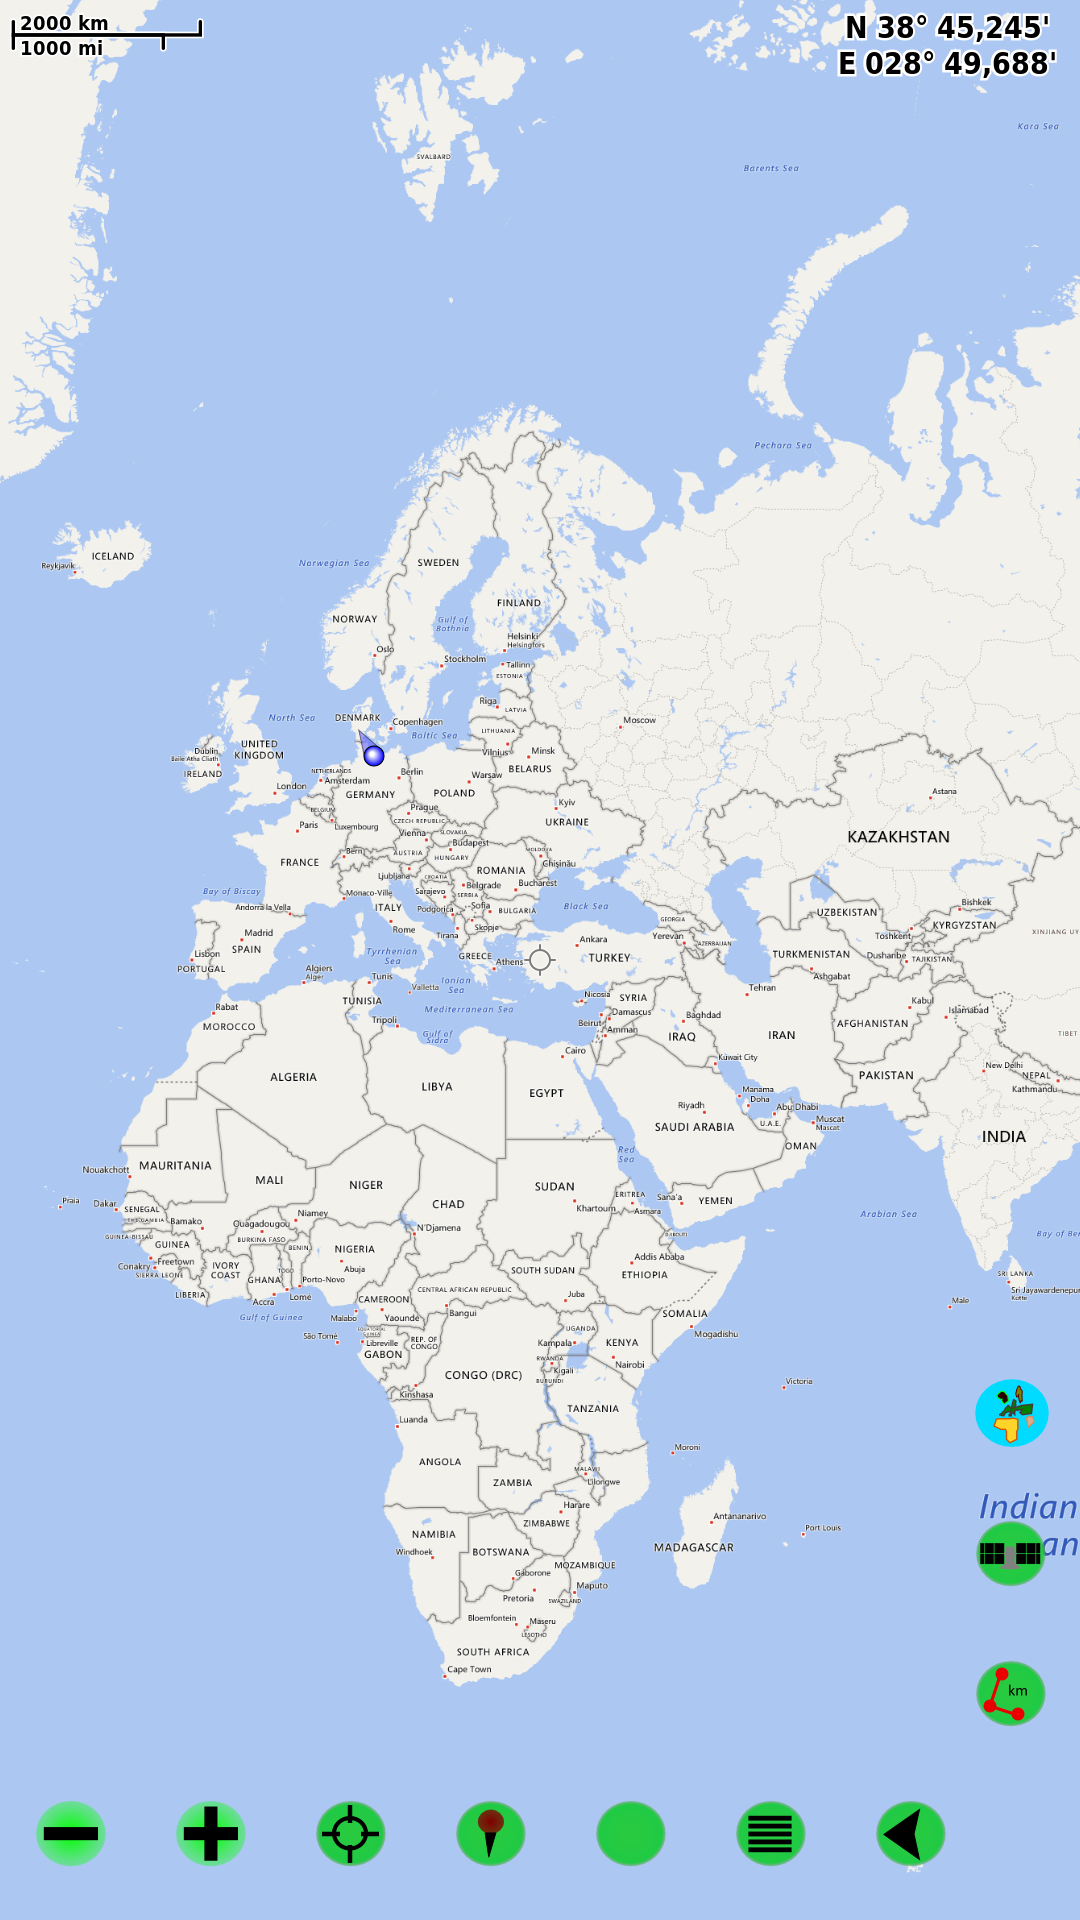 2000 km
1000 mi
N 38° 45,245'
E 028° 49,688'
Kara Sea
Barents Sea
SVALBARD
Pechora Sea
ICELAND
Reykjavik
Norwegian Sea
SWEDEN
FINLAND
NORWAY
Gulf of
Bothnia
Helsinki
Helsingfors
Oslo
Stockholm
Tallinn
ESTONIA
Riga
LATVIA
North Sea
DENMARK
Copenhagen
Baltic Sea
Moscow
LITHUANIA
Vilnius
Minsk
BELARUS
UNITED
KINGDOM
Dublin
Baile Átha Cliath
IRELAND
NETHERLANDS
Amsterdam
Berlin
Warsaw
London
GERMANY
POLAND
Astana
BELGIUM
Prague
CZECH REPUBLIC
Kyiv
UKRAINE
Paris
Luxembourg
Vienna
SLOVAKIA
Budapest
KAZAKHSTAN
Bern
AUSTRIA
HUNGARY
MOLDOVA
Chișinău
FRANCE
Ljubljana
CROATIA
ROMANIA
Bay of Biscay
Monaco-Ville
Sarajevo
Belgrade
SERBIA
Bucharest
Andorra la Vella
ITALY
Podgorica
Sofia
BULGARIA
Black Sea
Bishkek
UZBEKISTAN
GEORGIA
KYRGYZSTAN
Madrid
SPAIN
Rome
Tirana
Skopje
Ankara
Yerevan
AZERBAIJAN
Toshkent
XINJIANG UY
Lisbon
PORTUGAL
Tyrrhenian
Sea
GREECE
Athens
TURKEY
TURKMENISTAN
Dushanbe
TAJIKISTAN
Algiers
Alger
Tunis
Ionian
Sea
Ashgabat
Valletta
Nicosia
SYRIA
Tehran
Kabul
Rabat
MOROCCO
TUNISIA
Mediterranean Sea
Damascus
Islamabad
Tripoli
Beirut
Baghdad
AFGHANISTAN
Gulf of
Sidra
Amman
IRAQ
IRAN
TIBET
Cairo
Kuwait City
New Delhi
NEPAL
Kathmandu
ALGERIA
LIBYA
EGYPT
PAKISTAN
Manama
Doha
Riyadh
Abu Dhabi
U.A.E.
Muscat
Mascat
SAUDI ARABIA
OMAN
INDIA
Red
Sea
Nouakchott
MAURITANIA
MALI
NIGER
CHAD
SUDAN
ERITREA
Sana'a
YEMEN
Praia
Dakar
SENEGAL
THE GAMBIA
Bamako
Ouagadougou
Niamey
Khartoum
Asmara
Arabian Sea
GUINEA-BISSAU
BURKINA FASO
N'Djamena
DJIBOUTI
Bay of Be
GUINEA
BENIN
NIGERIA
Addis Ababa
Conakry
Freetown
SIERRA LEONE
IVORY
COAST
GHANA
TOGO
Abuja
Porto-Novo
SOUTH SUDAN
ETHIOPIA
SRI LANKA
LIBERIA
Accra
Lomé
CENTRAL AFRICAN REPUBLIC
Juba
Sri Jayawardenepur
Kotte
Male
CAMEROON
Gulf of Guinea
Malabo
Yaounde
Bangui
SOMALIA
Mogadishu
São Tomé
EQUATORIAL
GUINEA
Libreville
GABON
REP. OF
CONGO
UGANDA
Kampala
KENYA
RWANDA
Kigali
BURUNDI
Nairobi
CONGO (DRC)
Victoria
Kinshasa
Luanda
TANZANIA
Moroni
ANGOLA
ZAMBIA
MALAWI
Lilongwe
Harare
Antananarivo
Indian
an
Port Louis
NAMIBIA
Windhoek
ZIMBABWE
MADAGASCAR
BOTSWANA
MOZAMBIQUE
Gaborone
Maputo
Pretoria
SWAZILAND
Bloemfontein
Maseru
LESOTHO
SOUTH AFRICA
Cape Town
km